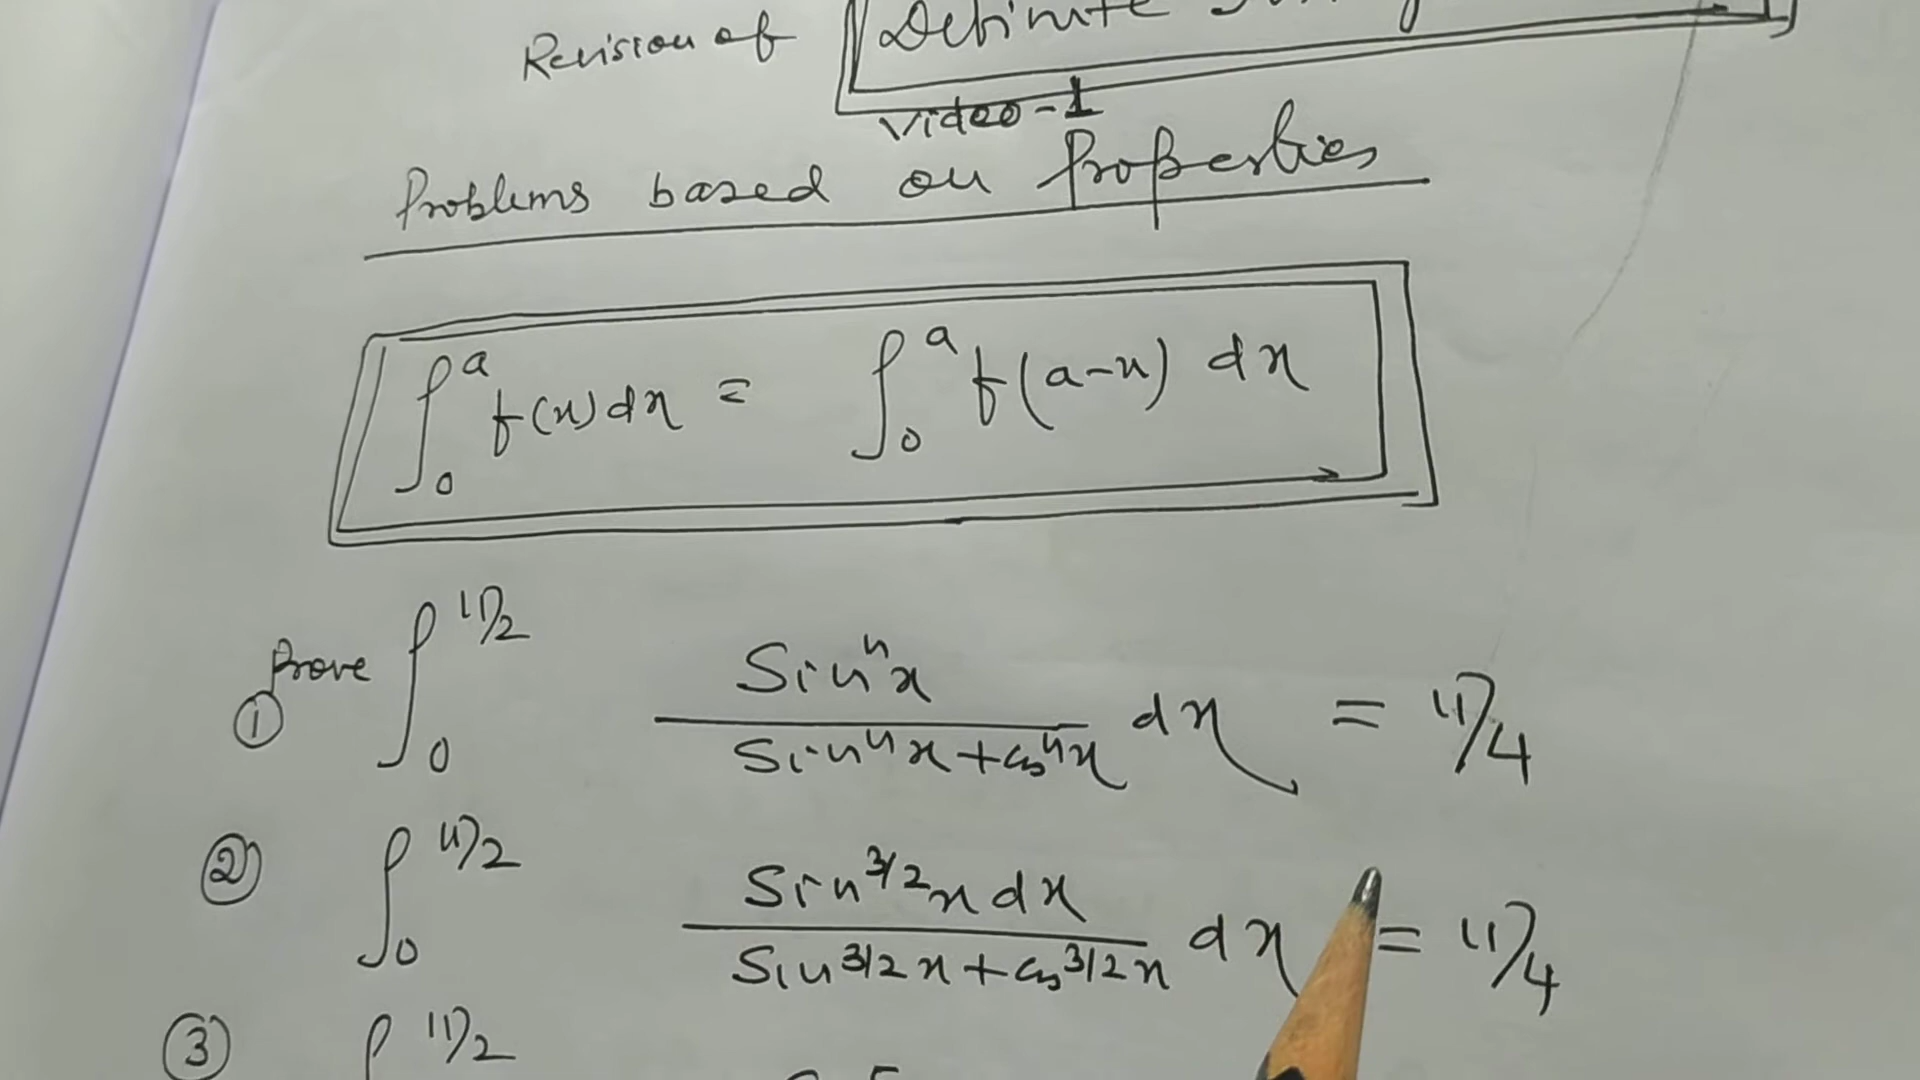 Revision of Definite
Video-1
Problems based on Properties
∫₀ᵃ f(x)dx = ∫₀ᵃ f(a-x) dx
Prove
① ∫₀^π/2 Sinⁿx / Sinⁿx + cosⁿx dx = π/4
② ∫₀^π/2 Sin^3/2 x dx / Sin^3/2 x + cos^3/2 x dx = π/4
③ ∫ π/2